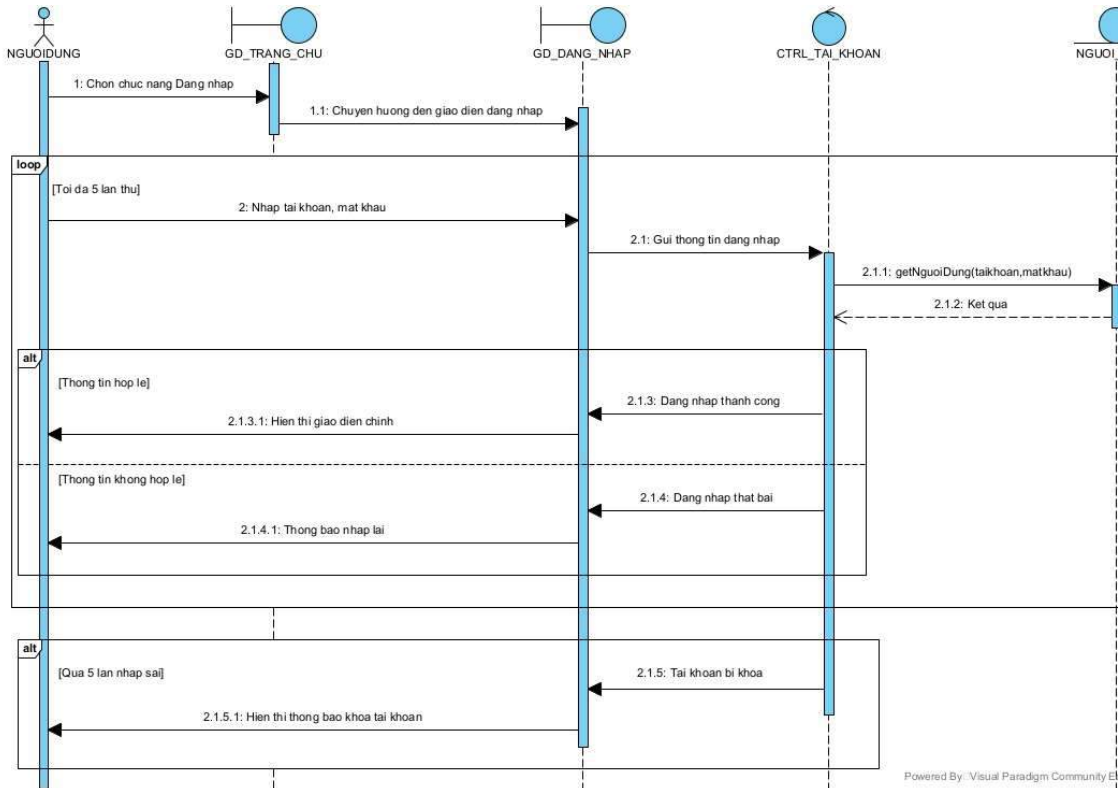 NGUOIDUNG
GD_TRANG_CHU
GD_DANG_NHAP
CTRL_TAI_KHOAN
NGUOI_
1: Chon chuc nang Dang nhap
1.1: Chuyen huong den giao dien dang nhap
loop
[Toi da 5 lan thu]
2: Nhap tai khoan, mat khau
2.1: Gui thong tin dang nhap
2.1.1: getNguoiDung(taikhoan,matkhau)
2.1.2: Ket qua
alt
[Thong tin hop le]
2.1.3: Dang nhap thanh cong
2.1.3.1: Hien thi giao dien chinh
[Thong tin khong hop le]
2.1.4: Dang nhap that bai
2.1.4.1: Thong bao nhap lai
alt
[Qua 5 lan nhap sai]
2.1.5: Tai khoan bi khoa
2.1.5.1: Hien thi thong bao khoa tai khoan
Powered By: Visual Paradigm Community